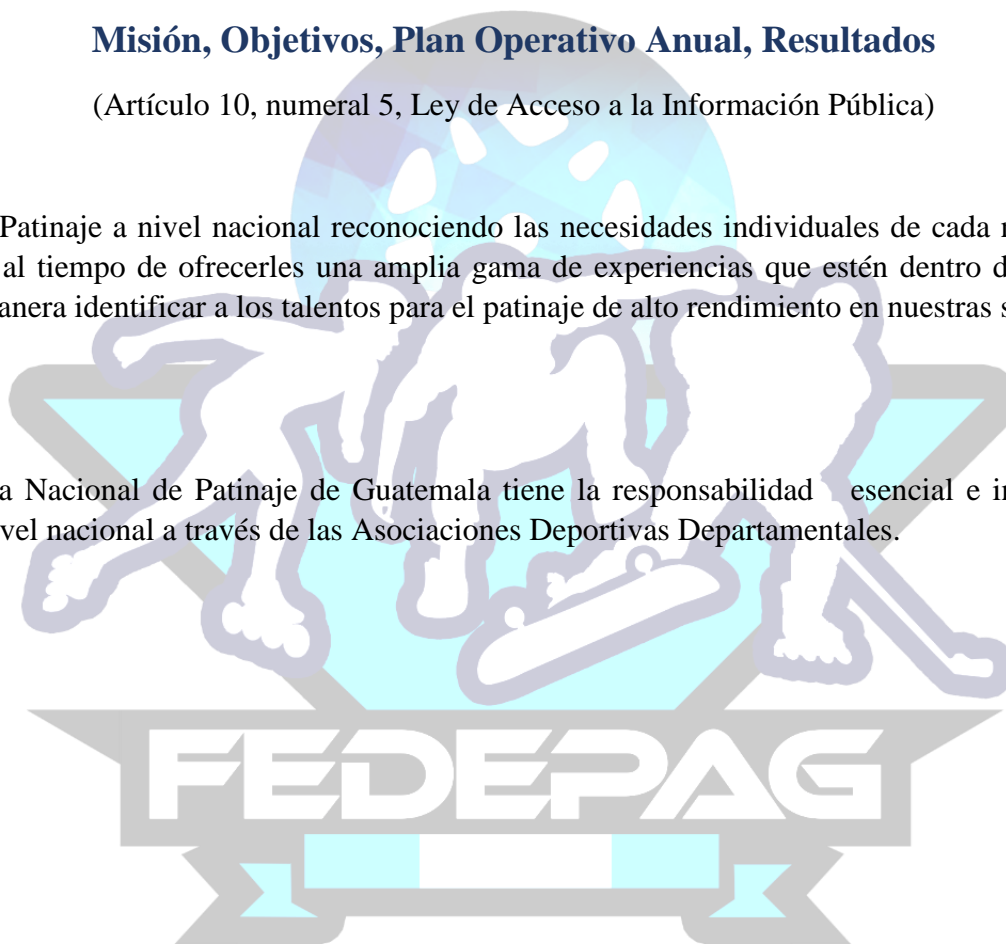 Misión, Objetivos, Plan Operativo Anual, Resultados
(Artículo 10, numeral 5, Ley de Acceso a la Información Pública)
Patinaje a nivel nacional reconociendo las necesidades individuales de cada
al tiempo de ofrecerles una amplia gama de experiencias que estén dentro
identificar a los talentos para el patinaje de alto rendimiento en nuestras
Nacional de Patinaje de Guatemala tiene la responsabilidad esencial e
nacional a través de las Asociaciones Deportivas Departamentales.
FEDEPAG